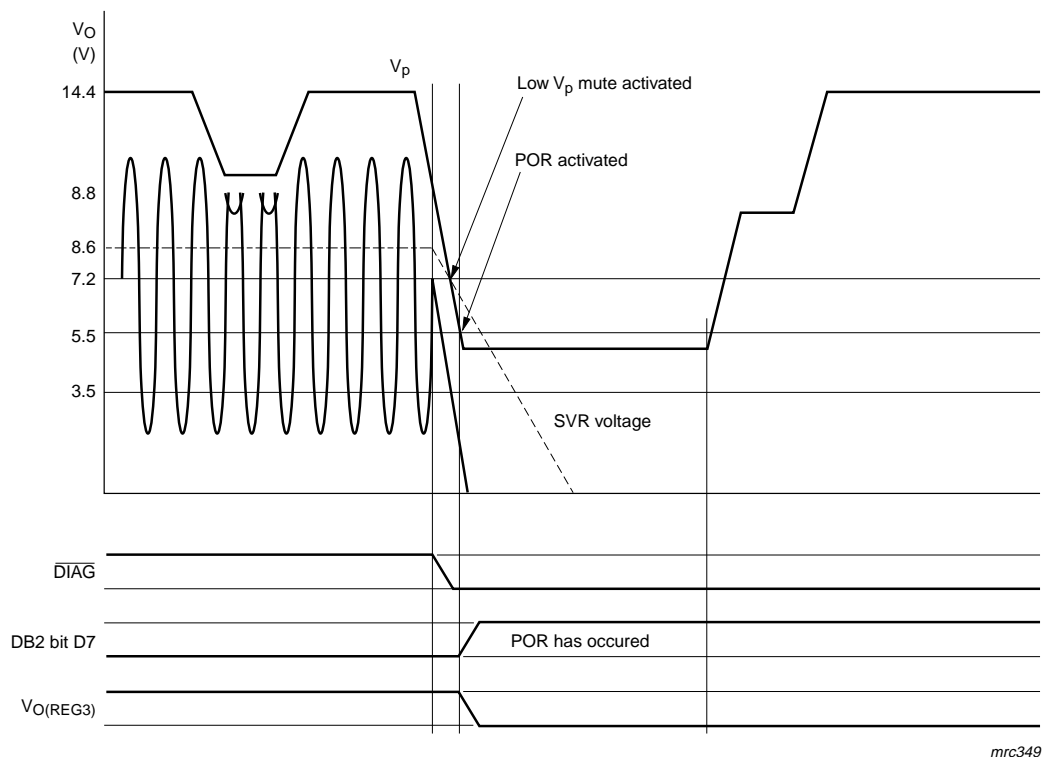 VO
(V)
Vp
14.4
Low Vp mute activated
POR activated
8.8
8.6
7.2
5.5
3.5
SVR voltage
DIAG
DB2 bit D7
POR has occured
VO(REG3)
mrc349